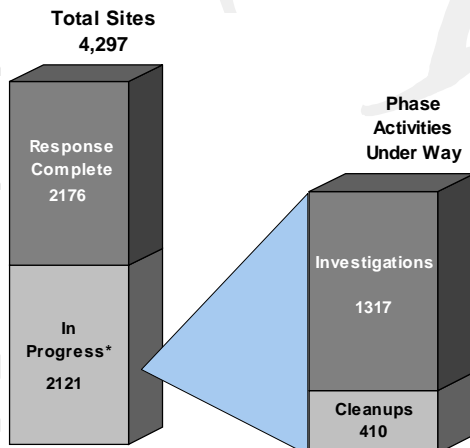 Total Sites
4,297
Response
Complete
2176
In
Progress*
2121
Phase
Activities
Under Way
Investigations
1317
Cleanups
410